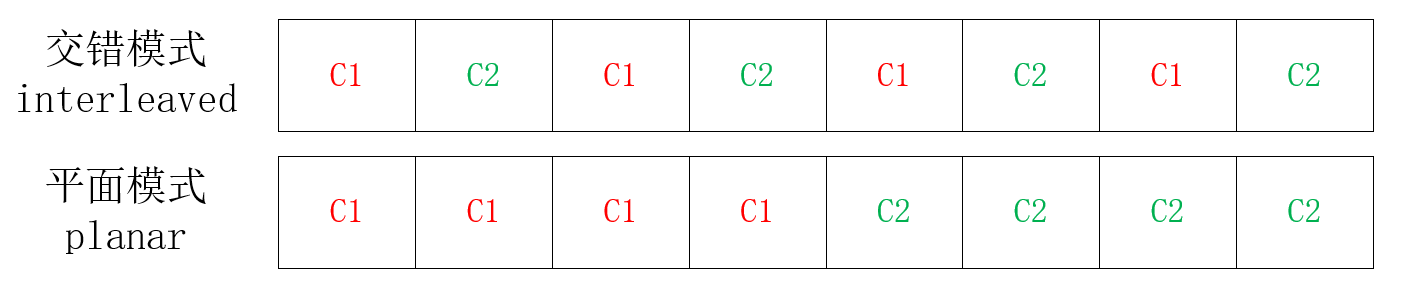 交错模式
interleaved
C1 C2 C1 C2 C1 C2 C1 C2
平面模式
planar
C1 C1 C1 C1 C2 C2 C2 C2